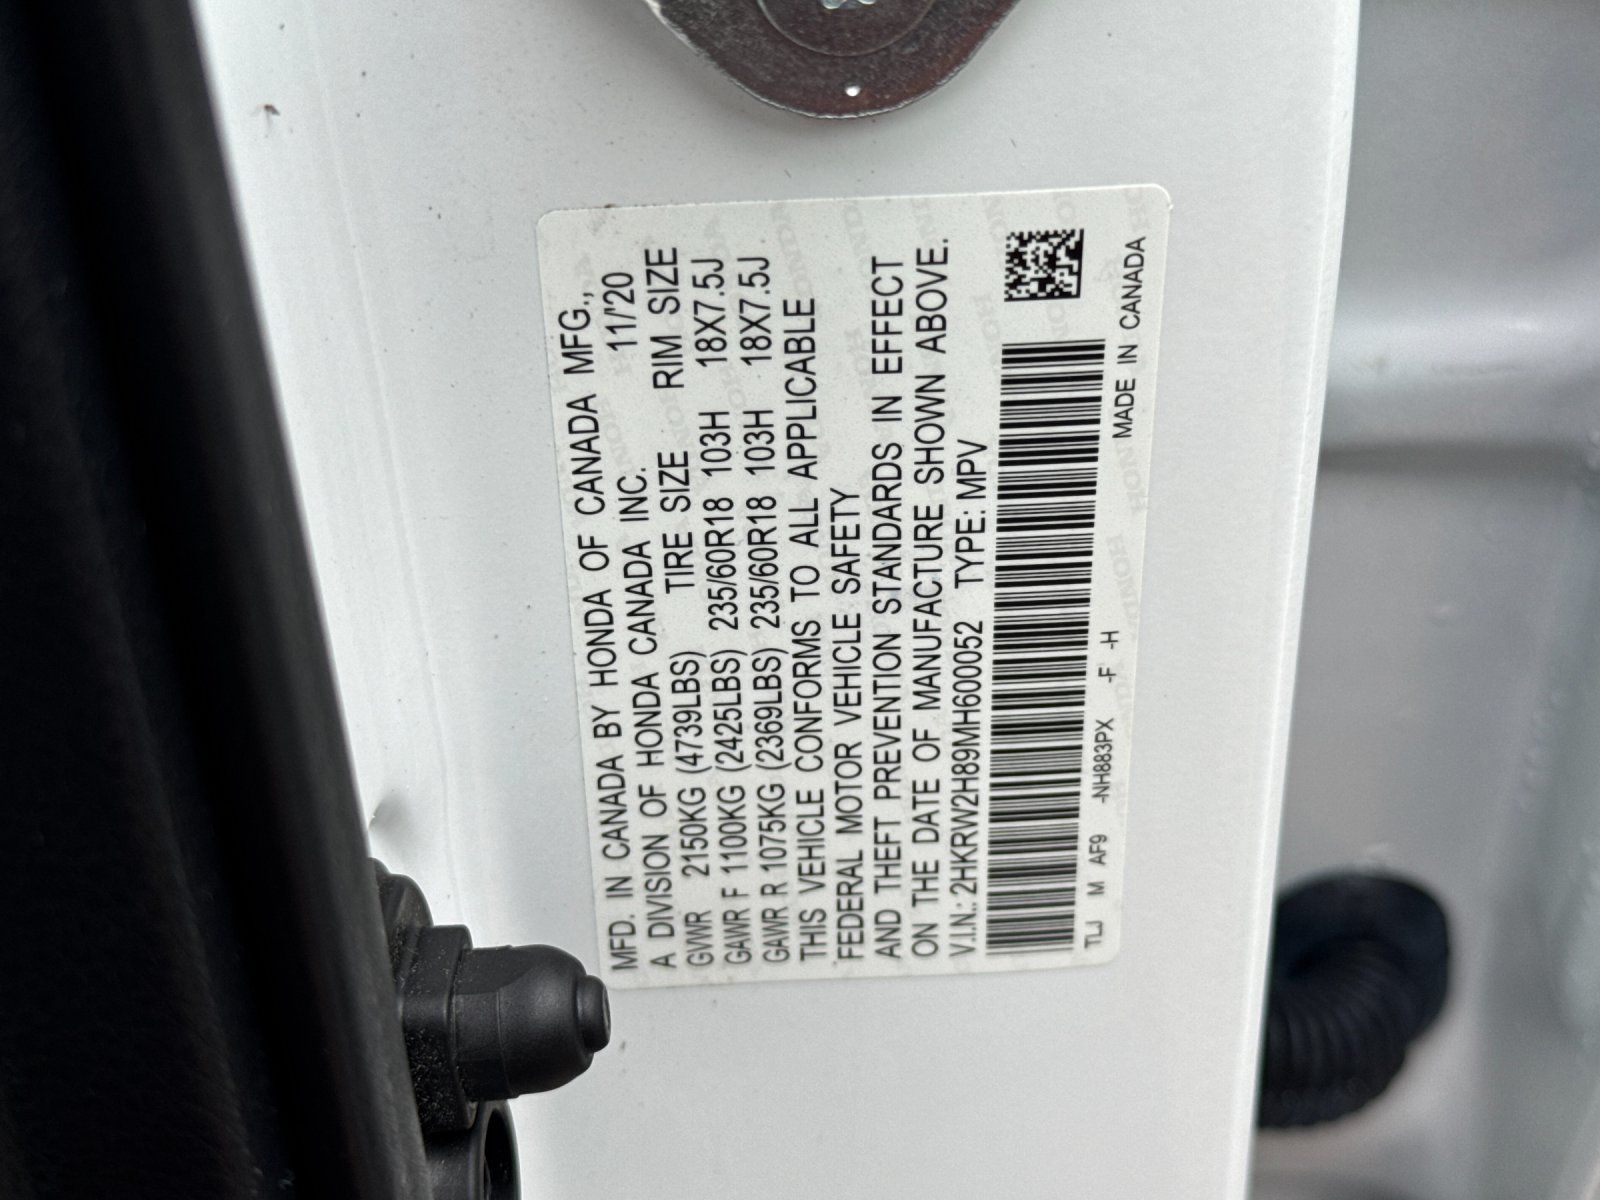 MFD. IN CANADA BY HONDA OF CANADA MFG.,
A DIVISION OF HONDA CANADA INC. 11/'20
GVWR 2150KG (4739LBS) TIRE SIZE RIM SIZE
GAWR F 1100KG (2425LBS) 235/60R18 103H 18X7.5J
GAWR R 1075KG (2369LBS) 235/60R18 103H 18X7.5J
THIS VEHICLE CONFORMS TO ALL APPLICABLE
FEDERAL MOTOR VEHICLE SAFETY
AND THEFT PREVENTION STANDARDS IN EFFECT
ON THE DATE OF MANUFACTURE SHOWN ABOVE.
V.I.N.: 2HKRW2H89MH600052 TYPE: MPV
TLJ M AF9 -NH883PX -F -H MADE IN CANADA